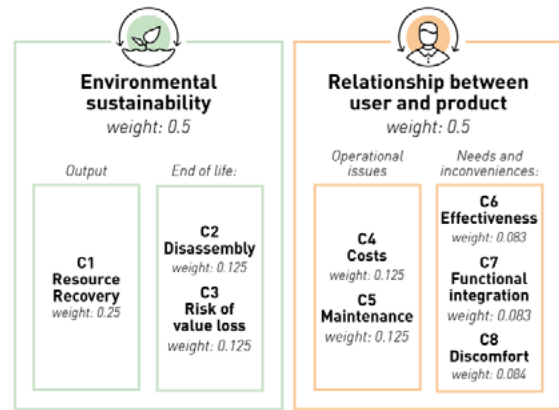 Environmental
sustainability
weight: 0.5
Output
C1
Resource
Recovery
weight: 0.25
End of life:
C2
Disassembly
weight: 0.125
C3
Risk of
value loss
weight: 0.125
Relationship between
user and product
weight: 0.5
Operational
issues
C4
Costs
weight: 0.125
C5
Maintenance
weight: 0.125
Needs and
inconveniences:
C6
Effectiveness
weight: 0.083
C7
Functional
integration
weight: 0.083
C8
Discomfort
weight: 0.084